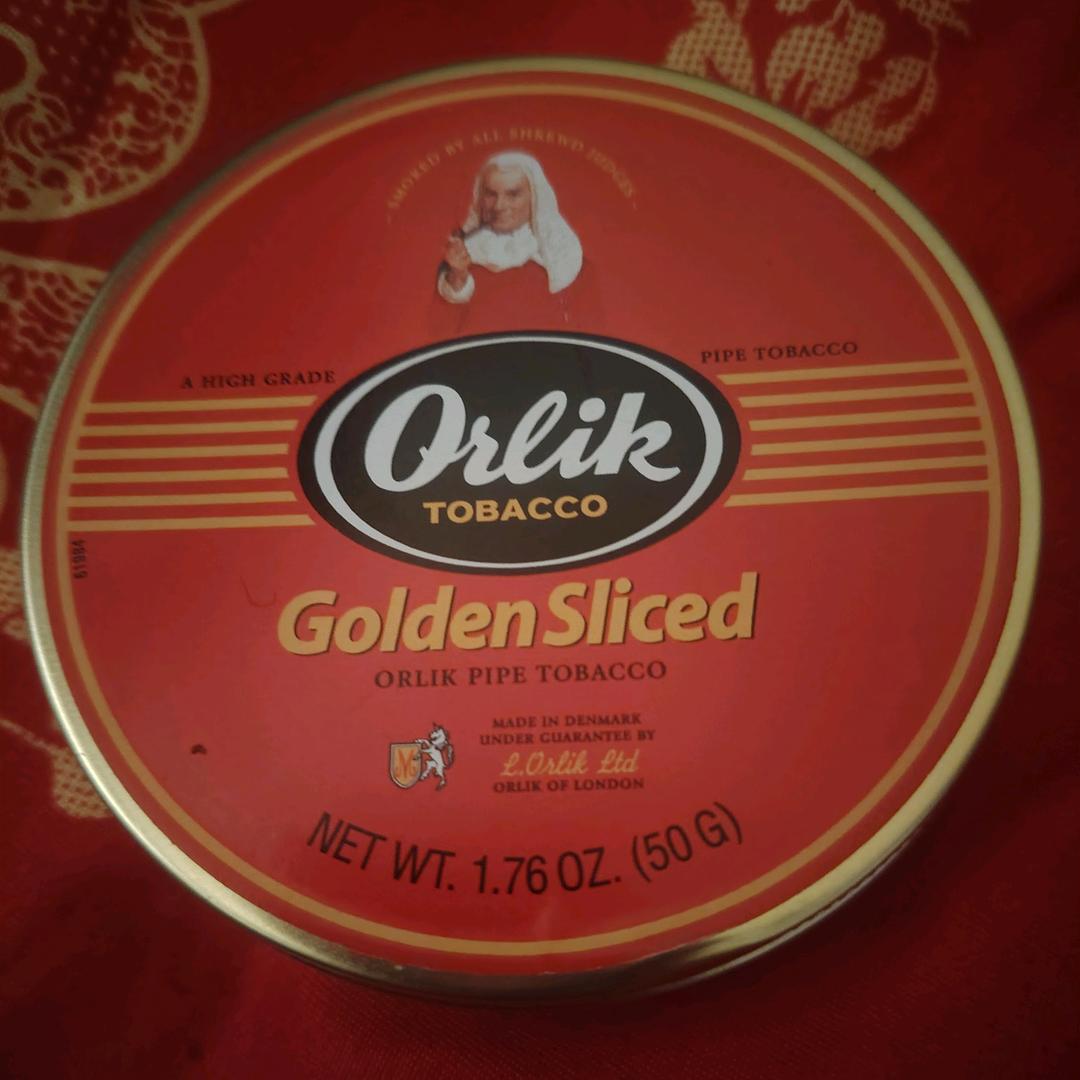 SMOKED BY ALL SHREWD JUDGES
A HIGH GRADE
PIPE TOBACCO
Orlik
TOBACCO
61984
Golden Sliced
ORLIK PIPE TOBACCO
MADE IN DENMARK
UNDER GUARANTEE BY
L.Orlik Ltd
ORLIK OF LONDON
NET WT. 1.76 OZ. (50 G)